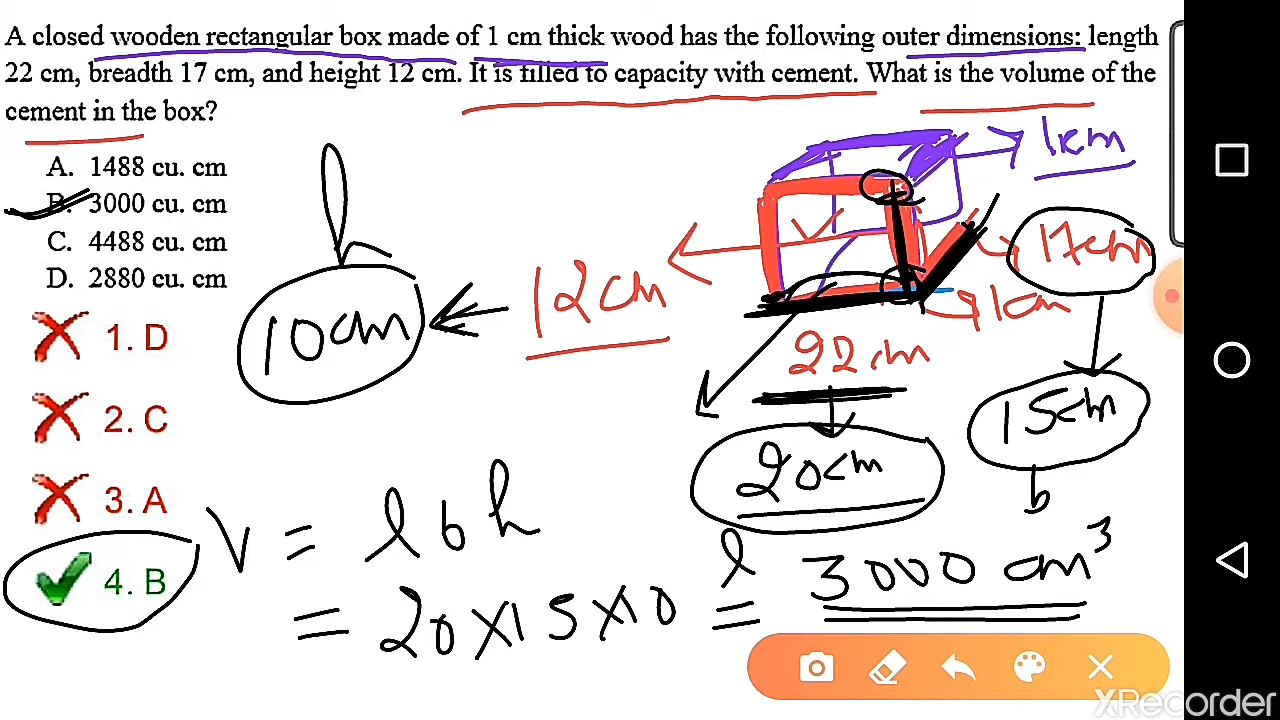 A closed wooden rectangular box made of 1 cm thick wood has the following outer dimensions: length
22 cm, breadth 17 cm, and height 12 cm. It is filled to capacity with cement. What is the volume of the
cement in the box?
A. 1488 cu. cm
B. 3000 cu. cm
C. 4488 cu. cm
D. 2880 cu. cm
1. D
2. C
3. A
4. B
h
10cm
12cm
1cm
17cm
1cm
22cm
20cm
l
15cm
b
V = l b h
= 20×15×10 = 3000 cm³
XRecorder